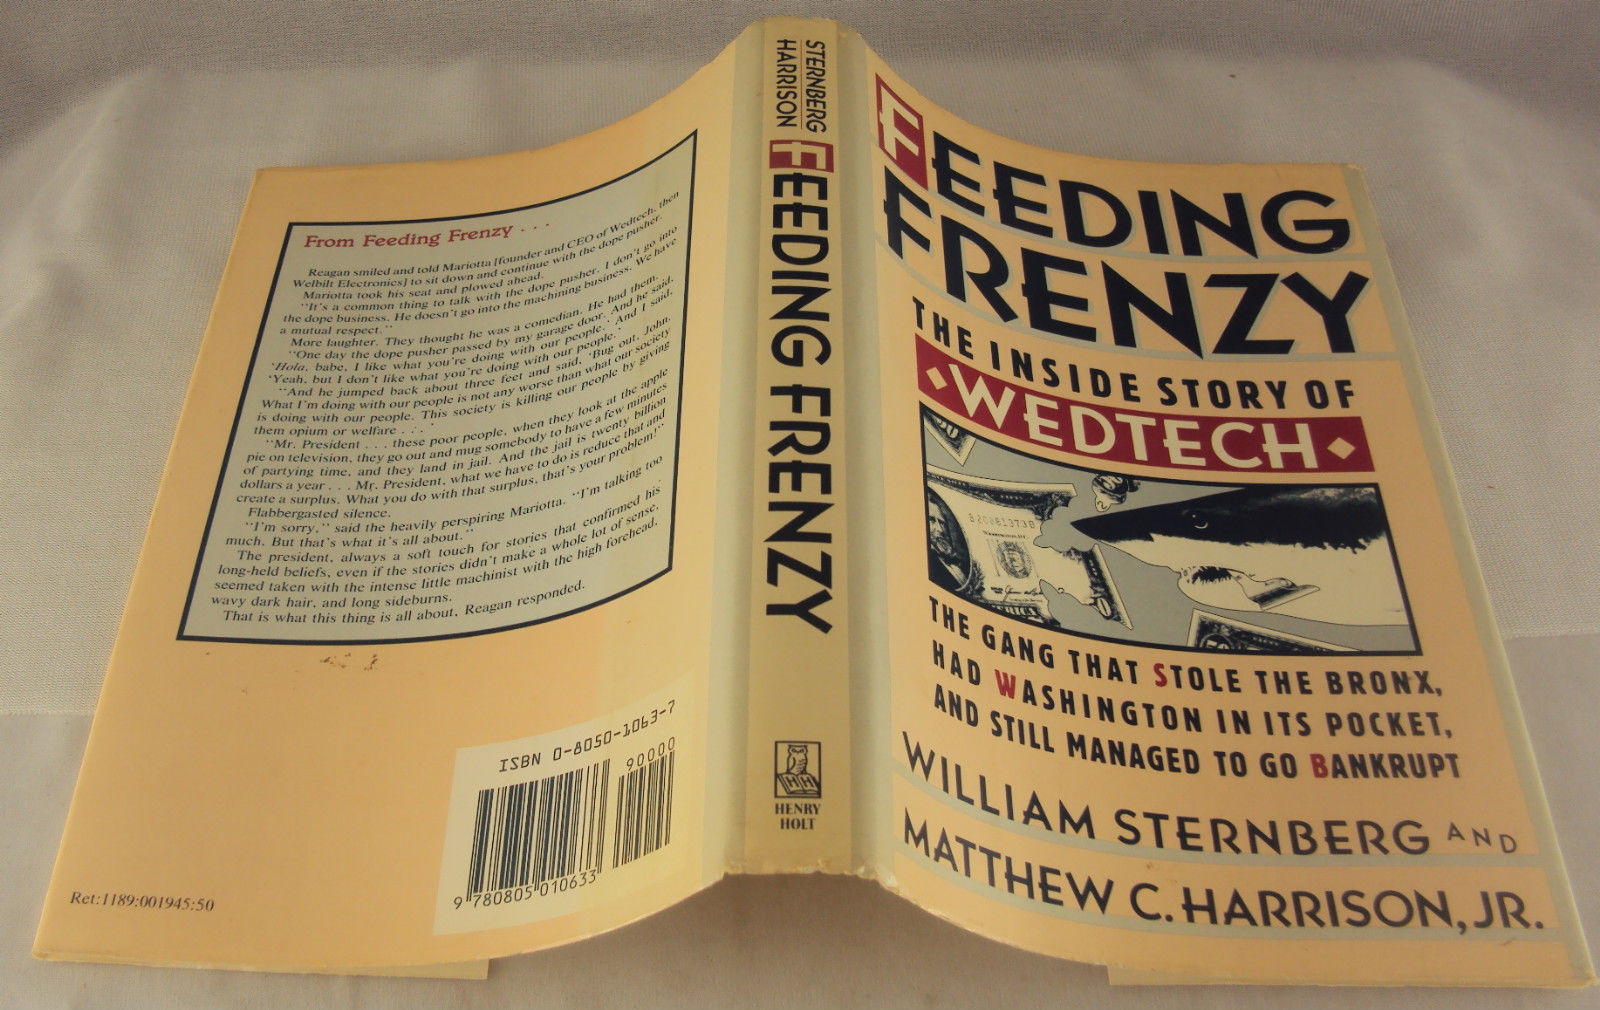 From Feeding Frenzy . . .
Reagan smiled and told Mariotta [founder and CEO of Wedtech, then
Welbilt Electronics] to sit down and continue with the dope pusher.
Mariotta took his seat and plowed ahead.
"It's a common thing to talk with the dope pusher. I don't go into
the dope business. He doesn't go into the machining business. We have
a mutual respect."
More laughter. They thought he was a comedian. He had them.
"One day the dope pusher passed by my garage door. And he said,
'Hola, babe, I like what you're doing with our people.' And I said,
'Yeah, but I don't like what you're doing with our people.'
"And he jumped back about three feet and said, 'Bug out, John.
What I'm doing with our people is not any worse than what our society
is doing with our people. This society is killing our people by giving
them opium or welfare . . . '
"Mr. President . . . these poor people, when they look at the apple
pie on television, they go out and mug somebody to have a few minutes
of partying time, and they land in jail. And the jail is twenty billion
dollars a year . . . Mr. President, what we have to do is reduce that and
create a surplus. What you do with that surplus, that's your problem!"
Flabbergasted silence.
"I'm sorry," said the heavily perspiring Mariotta. "I'm talking too
much. But that's what it's all about."
The president, always a soft touch for stories that confirmed his
long-held beliefs, even if the stories didn't make a whole lot of sense,
seemed taken with the intense little machinist with the high forehead,
wavy dark hair, and long sideburns.
That is what this thing is all about, Reagan responded.
ISBN 0-8050-1063-7
90000
9 780805 010633
Ret:1189:001945:50
STERNBERG
HARRISON
FEEDING FRENZY
HH
HENRY
HOLT
FEEDING
FRENZY
THE INSIDE STORY OF
WEDTECH
THE GANG THAT STOLE THE BRONX,
HAD WASHINGTON IN ITS POCKET,
AND STILL MANAGED TO GO BANKRUPT
WILLIAM STERNBERG AND
MATTHEW C. HARRISON, JR.